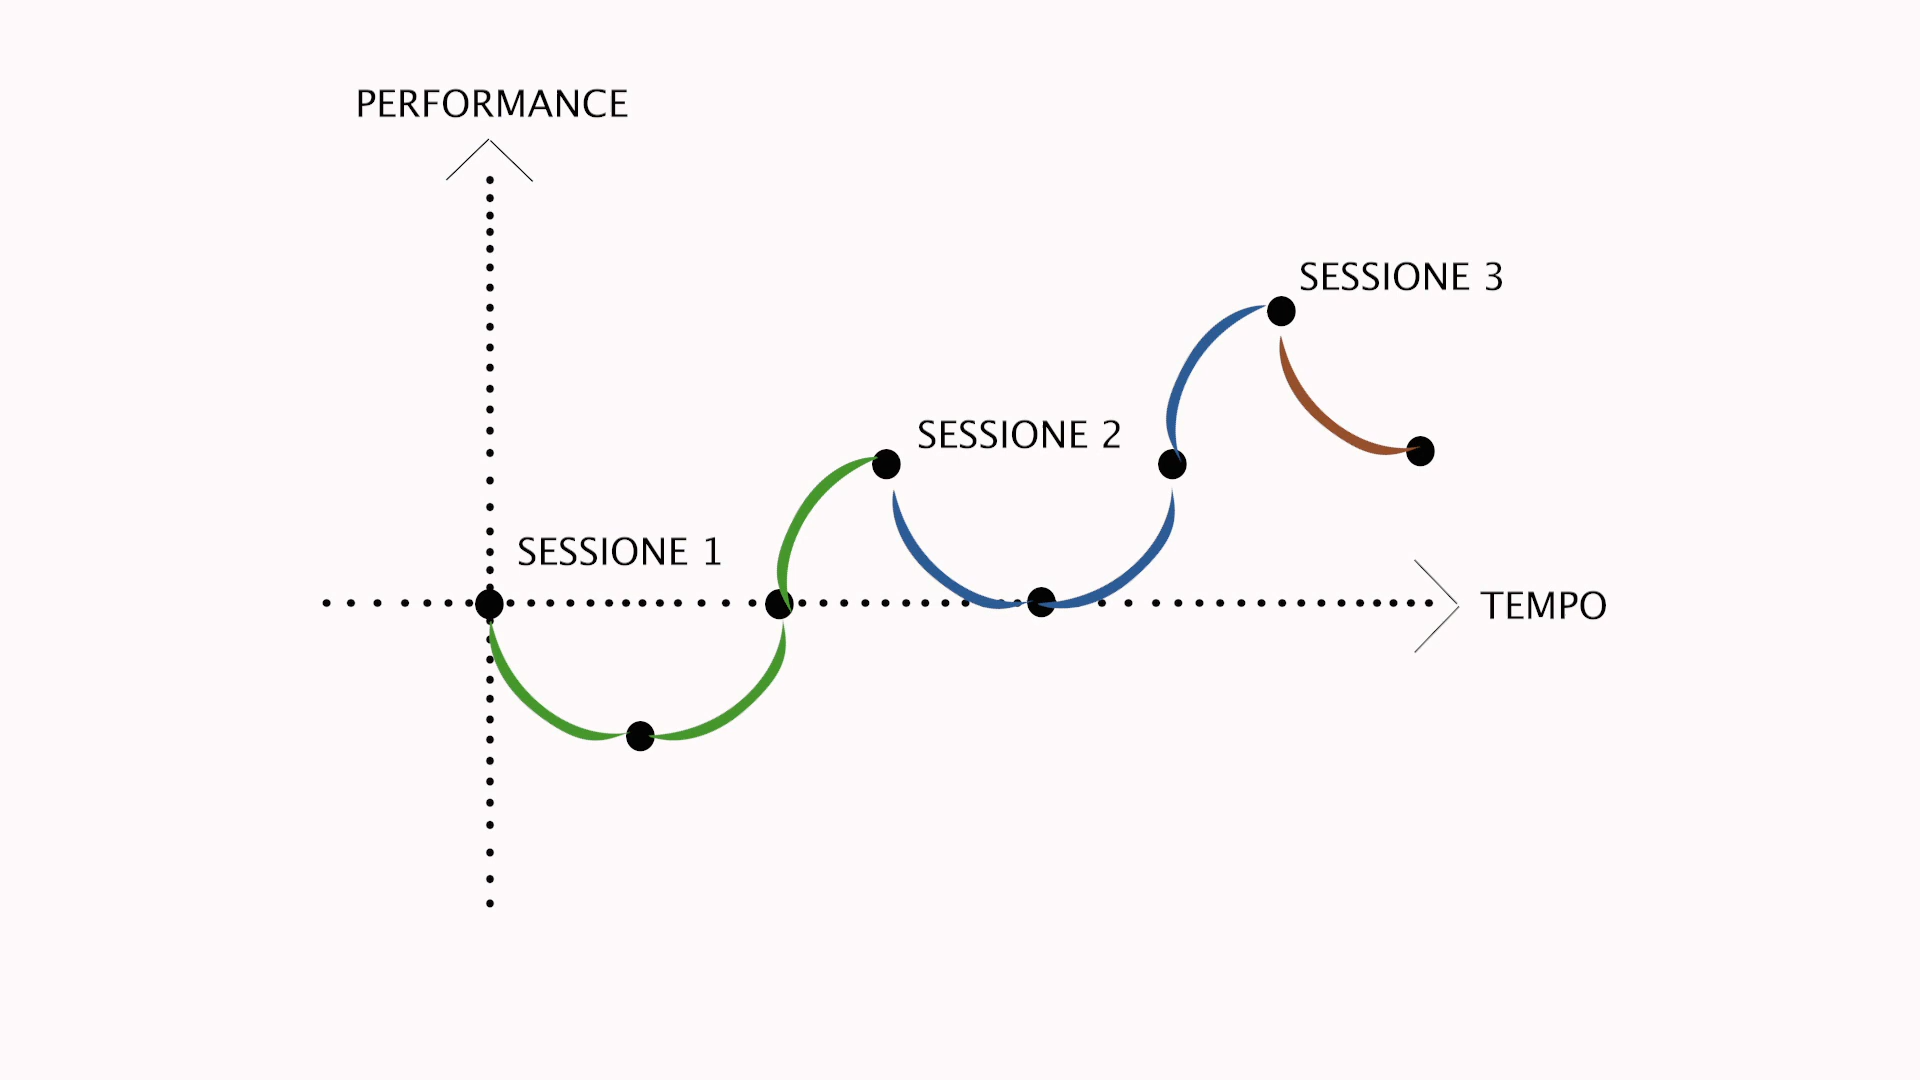 PERFORMANCE
SESSIONE 3
SESSIONE 2
SESSIONE 1
TEMPO